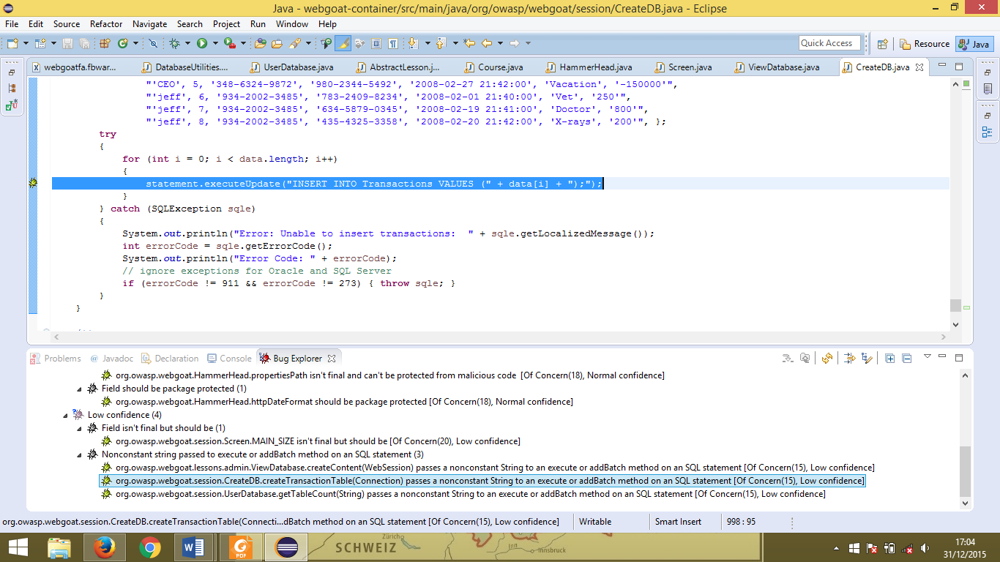 Java - webgoat-container/src/main/java/org/owasp/webgoat/session/CreateDB.java - Eclipse
File Edit Source Refactor Navigate Search Project Run Window Help
Quick Access Resource Java
webgoatfa.fbwar... DatabaseUtilities.... UserDatabase.java AbstractLesson.j... Course.java HammerHead.java Screen.java ViewDatabase.java CreateDB.java
"'CEO', 5, '348-6324-9872', '980-2344-5492', '2008-02-27 21:42:00', 'Vacation', '-150000'",
"'jeff', 6, '934-2002-3485', '783-2409-8234', '2008-02-01 21:40:00', 'Vet', '250'",
"'jeff', 7, '934-2002-3485', '634-5879-0345', '2008-02-19 21:41:00', 'Doctor', '800'",
"'jeff', 8, '934-2002-3485', '435-4325-3358', '2008-02-20 21:42:00', 'X-rays', '200'", };
try
{
for (int i = 0; i < data.length; i++)
{
statement.executeUpdate("INSERT INTO Transactions VALUES (" + data[i] + ");");
}
} catch (SQLException sqle)
{
System.out.println("Error: Unable to insert transactions:  " + sqle.getLocalizedMessage());
int errorCode = sqle.getErrorCode();
System.out.println("Error Code: " + errorCode);
// ignore exceptions for Oracle and SQL Server
if (errorCode != 911 && errorCode != 273) { throw sqle; }
}
}
Problems @ Javadoc Declaration Console Bug Explorer
org.owasp.webgoat.HammerHead.propertiesPath isn't final and can't be protected from malicious code  [Of Concern(18), Normal confidence]
Field should be package protected (1)
org.owasp.webgoat.HammerHead.httpDateFormat should be package protected [Of Concern(18), Normal confidence]
Low confidence (4)
Field isn't final but should be (1)
org.owasp.webgoat.session.Screen.MAIN_SIZE isn't final but should be [Of Concern(20), Low confidence]
Nonconstant string passed to execute or addBatch method on an SQL statement (3)
org.owasp.webgoat.lessons.admin.ViewDatabase.createContent(WebSession) passes a nonconstant String to an execute or addBatch method on an SQL statement [Of Concern(15), Low confidence]
org.owasp.webgoat.session.CreateDB.createTransactionTable(Connection) passes a nonconstant String to an execute or addBatch method on an SQL statement [Of Concern(15), Low confidence]
org.owasp.webgoat.session.UserDatabase.getTableCount(String) passes a nonconstant String to an execute or addBatch method on an SQL statement [Of Concern(15), Low confidence]
org.owasp.webgoat.session.CreateDB.createTransactionTable(Connecti...dBatch method on an SQL statement [Of Concern(15), Low confidence] Writable Smart Insert 998 : 95
Zürich
SCHWEIZ
Inn
Innsbruck
PDF
17:04
31/12/2015